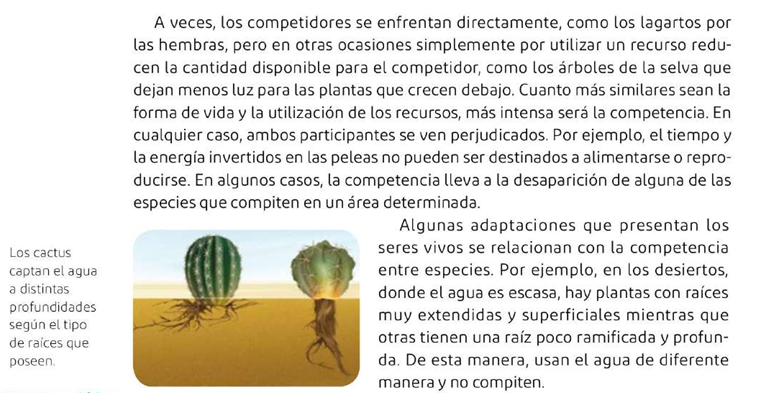 A veces, los competidores se enfrentan directamente, como los lagartos por
las hembras, pero en otras ocasiones simplemente por utilizar un recurso redu-
cen la cantidad disponible para el competidor, como los árboles de la selva que
dejan menos luz para las plantas que crecen debajo. Cuanto más similares sean la
forma de vida y la utilización de los recursos, más intensa será la competencia. En
cualquier caso, ambos participantes se ven perjudicados. Por ejemplo, el tiempo y
la energía invertidos en las peleas no pueden ser destinados a alimentarse o repro-
ducirse. En algunos casos, la competencia lleva a la desaparición de alguna de las
especies que compiten en un área determinada.
Algunas adaptaciones que presentan los
seres vivos se relacionan con la competencia
entre especies. Por ejemplo, en los desiertos,
donde el agua es escasa, hay plantas con raíces
muy extendidas y superficiales mientras que
otras tienen una raíz poco ramificada y profun-
da. De esta manera, usan el agua de diferente
manera y no compiten.
Los cactus
captan el agua
a distintas
profundidades
según el tipo
de raíces que
poseen.